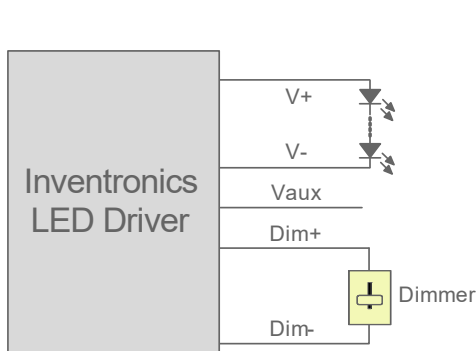 Inventronics
LED Driver
V+
V-
Vaux
Dim+
Dimmer
Dim-